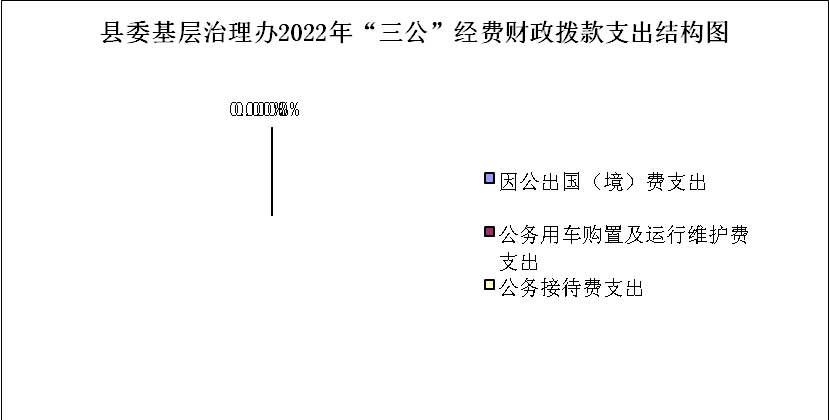 县委基层治理办2022年“三公”经费财政拨款支出结构图
因公出国（境）费支出
公务用车购置及运行维护费
支出
公务接待费支出